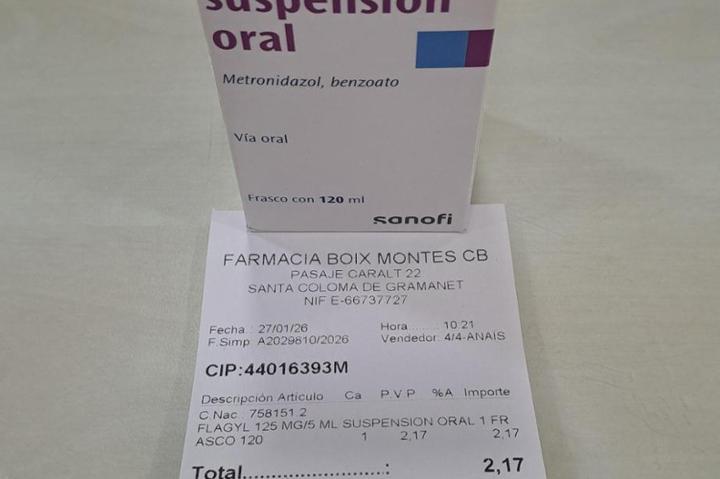 suspensión
oral
Metronidazol, benzoato
Vía oral
Frasco con 120 ml
sanofi
FARMACIA BOIX MONTES CB
PASAJE CARALT 22
SANTA COLOMA DE GRAMANET
NIF E-66737727
Fecha.: 27/01/26 Hora.......: 10:21
F.Simp: A2029810/2026 Vendedor: 4/4-ANAIS
CIP:44016393M
Descripción Artículo Ca P.V.P %A Importe
C.Nac.: 758151.2
FLAGYL 125 MG/5 ML SUSPENSION ORAL 1 FR
ASCO 120 1 2,17 2,17
Total.......................: 2,17